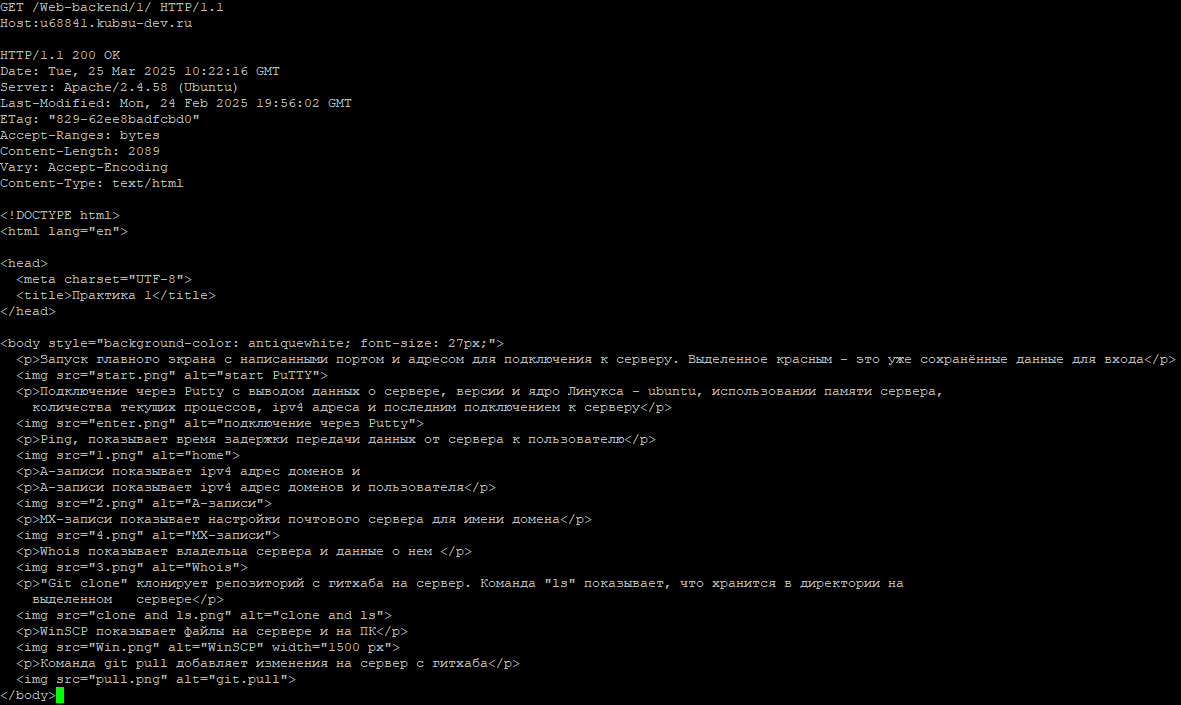 GET /Web-backend/1/ HTTP/1.1
Host:u68841.kubsu-dev.ru
HTTP/1.1 200 OK
Date: Tue, 25 Mar 2025 10:22:16 GMT
Server: Apache/2.4.58 (Ubuntu)
Last-Modified: Mon, 24 Feb 2025 19:56:02 GMT
ETag: "829-62ee8badfcbd0"
Accept-Ranges: bytes
Content-Length: 2089
Vary: Accept-Encoding
Content-Type: text/html
<!DOCTYPE html>
<html lang="en">
<head>
  <meta charset="UTF-8">
  <title>Практика 1</title>
</head>
<body style="background-color: antiquewhite; font-size: 27px;">
  <p>Запуск главного экрана с написанными портом и адресом для подключения к серверу. Выделенное красным - это уже сохранённые данные для входа</p>
  <img src="start.png" alt="start PuTTY">
  <p>Подключение через Putty с выводом данных о сервере, версии и ядро Линукса - ubuntu, использовании памяти сервера,
    количества текущих процессов, ipv4 адреса и последним подключением к серверу</p>
  <img src="enter.png" alt="подключение через Putty">
  <p>Ping, показывает время задержки передачи данных от сервера к пользователю</p>
  <img src="1.png" alt="home">
  <p>А-записи показывает ipv4 адрес доменов и
  <p>А-записи показывает ipv4 адрес доменов и пользователя</p>
  <img src="2.png" alt="А-записи">
  <p>MX-записи показывает настройки почтового сервера для имени домена</p>
  <img src="4.png" alt="MX-записи">
  <p>Whois показывает владельца сервера и данные о нем </p>
  <img src="3.png" alt="Whois">
  <p>"Git clone" клонирует репозиторий с гитхаба на сервер. Команда "ls" показывает, что хранится в директории на
    выделенном   сервере</p>
  <img src="clone and ls.png" alt="clone and ls">
  <p>WinSCP показывает файлы на сервере и на ПК</p>
  <img src="Win.png" alt="WinSCP" width="1500 px">
  <p>Команда git pull добавляет изменения на сервер с гитхаба</p>
  <img src="pull.png" alt="git.pull">
</body>